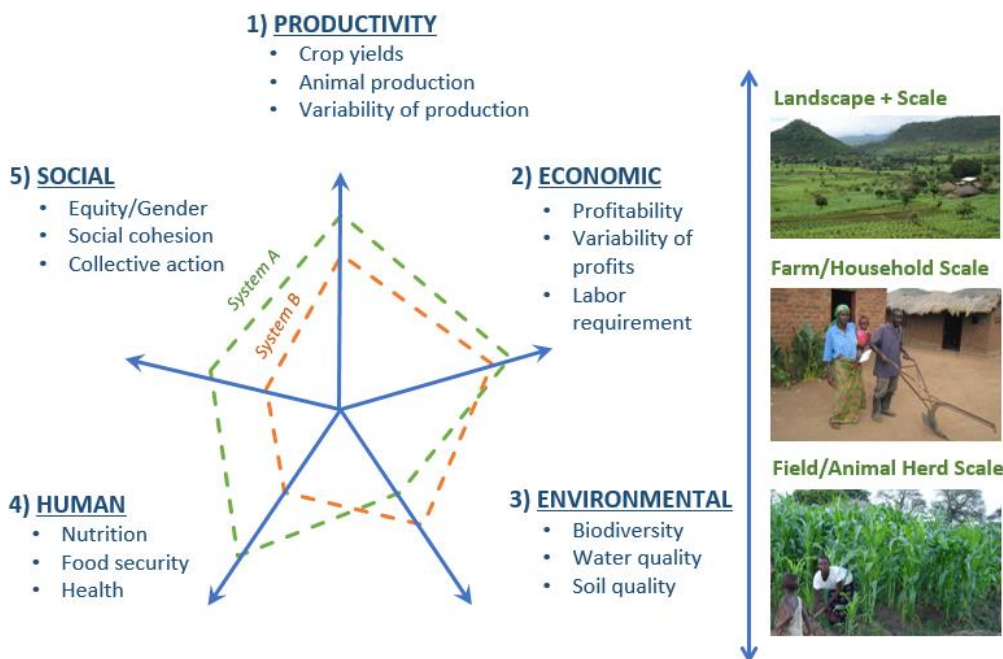 1) PRODUCTIVITY
• Crop yields
• Animal production
• Variability of production
5) SOCIAL
• Equity/Gender
• Social cohesion
• Collective action
2) ECONOMIC
• Profitability
• Variability of
profits
• Labor
requirement
System A
System B
4) HUMAN
• Nutrition
• Food security
• Health
3) ENVIRONMENTAL
• Biodiversity
• Water quality
• Soil quality
Landscape + Scale
Farm/Household Scale
Field/Animal Herd Scale